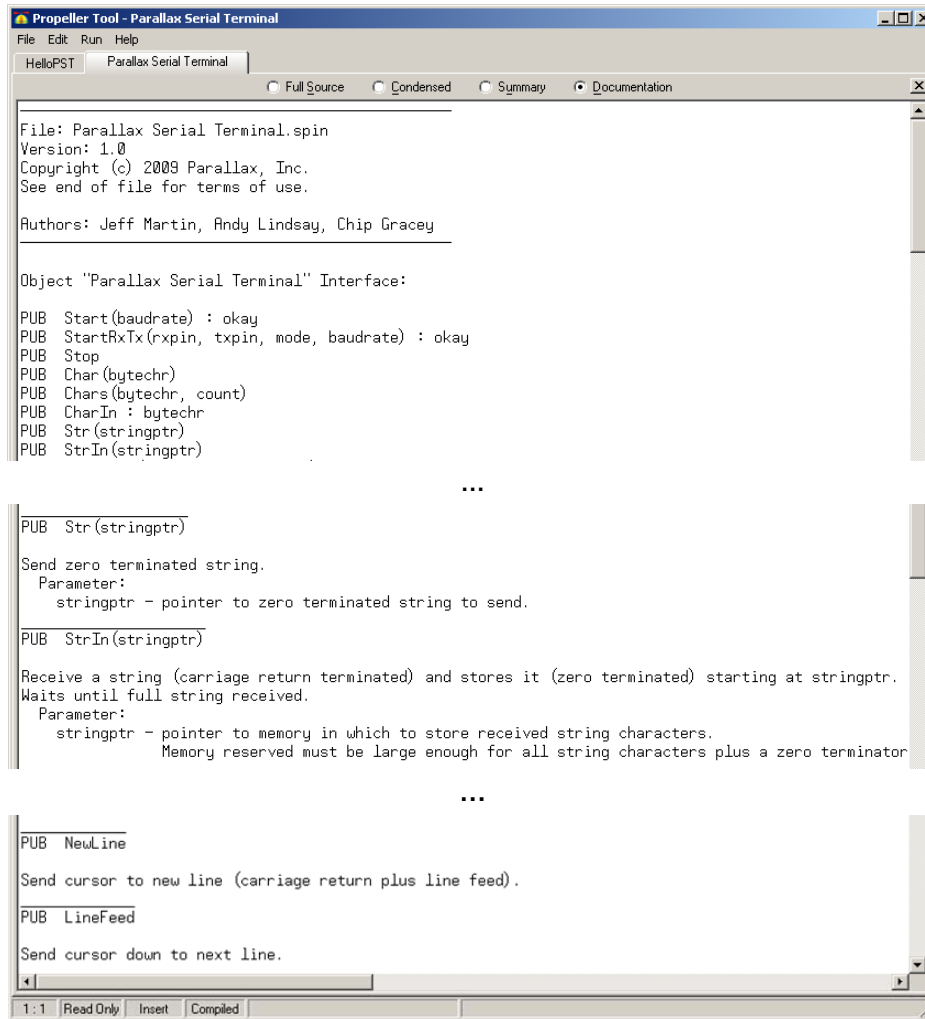 Propeller Tool - Parallax Serial Terminal
File Edit Run Help
HelloPST Parallax Serial Terminal
Full Source Condensed Summary Documentation
File: Parallax Serial Terminal.spin
Version: 1.0
Copyright (c) 2009 Parallax, Inc.
See end of file for terms of use.
Authors: Jeff Martin, Andy Lindsay, Chip Gracey
Object "Parallax Serial Terminal" Interface:
PUB Start(baudrate) : okay
PUB StartRxTx(rxpin, txpin, mode, baudrate) : okay
PUB Stop
PUB Char(bytechr)
PUB Chars(bytechr, count)
PUB CharIn : bytechr
PUB Str(stringptr)
PUB StrIn(stringptr)
...
PUB Str(stringptr)
Send zero terminated string.
Parameter:
stringptr - pointer to zero terminated string to send.
PUB StrIn(stringptr)
Receive a string (carriage return terminated) and stores it (zero terminated) starting at stringptr.
Waits until full string received.
Parameter:
stringptr - pointer to memory in which to store received string characters.
Memory reserved must be large enough for all string characters plus a zero terminator
...
PUB NewLine
Send cursor to new line (carriage return plus line feed).
PUB LineFeed
Send cursor down to next line.
1 : 1 Read Only Insert Compiled